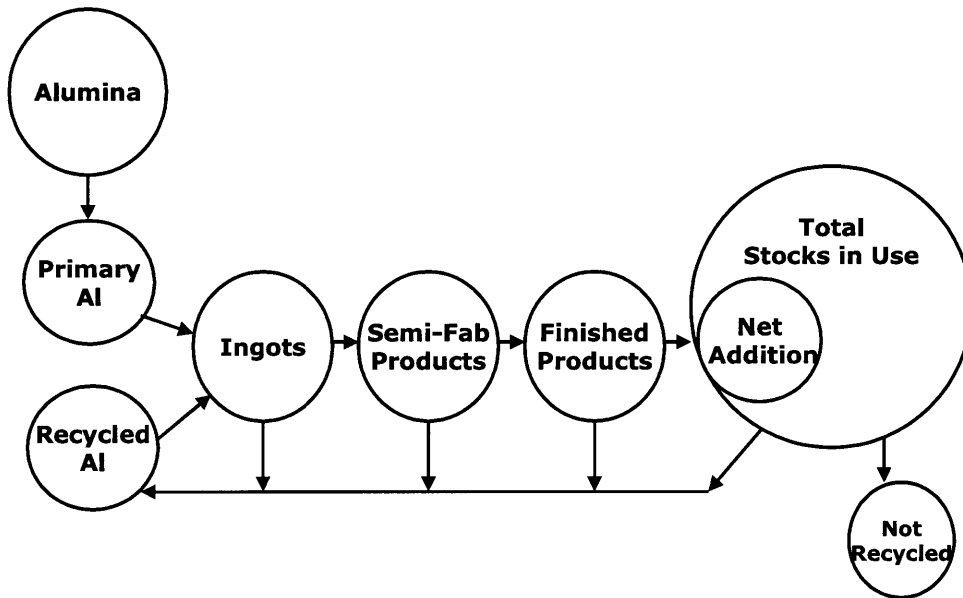 Alumina
Primary
Al
Recycled
Al
Ingots
Semi-Fab
Products
Finished
Products
Total
Stocks in Use
Net
Addition
Not
Recycled